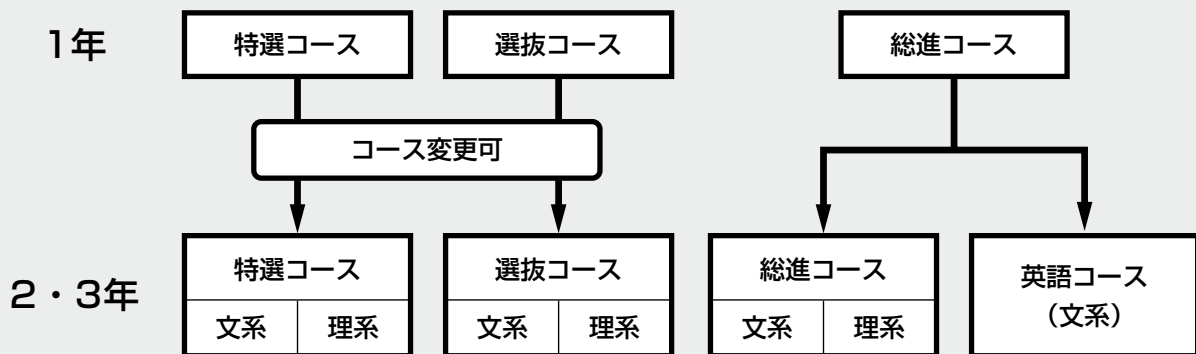 1年
特選コース
選抜コース
総進コース
コース変更可
2・3年
特選コース
文系
理系
選抜コース
文系
理系
総進コース
文系
理系
英語コース
（文系）